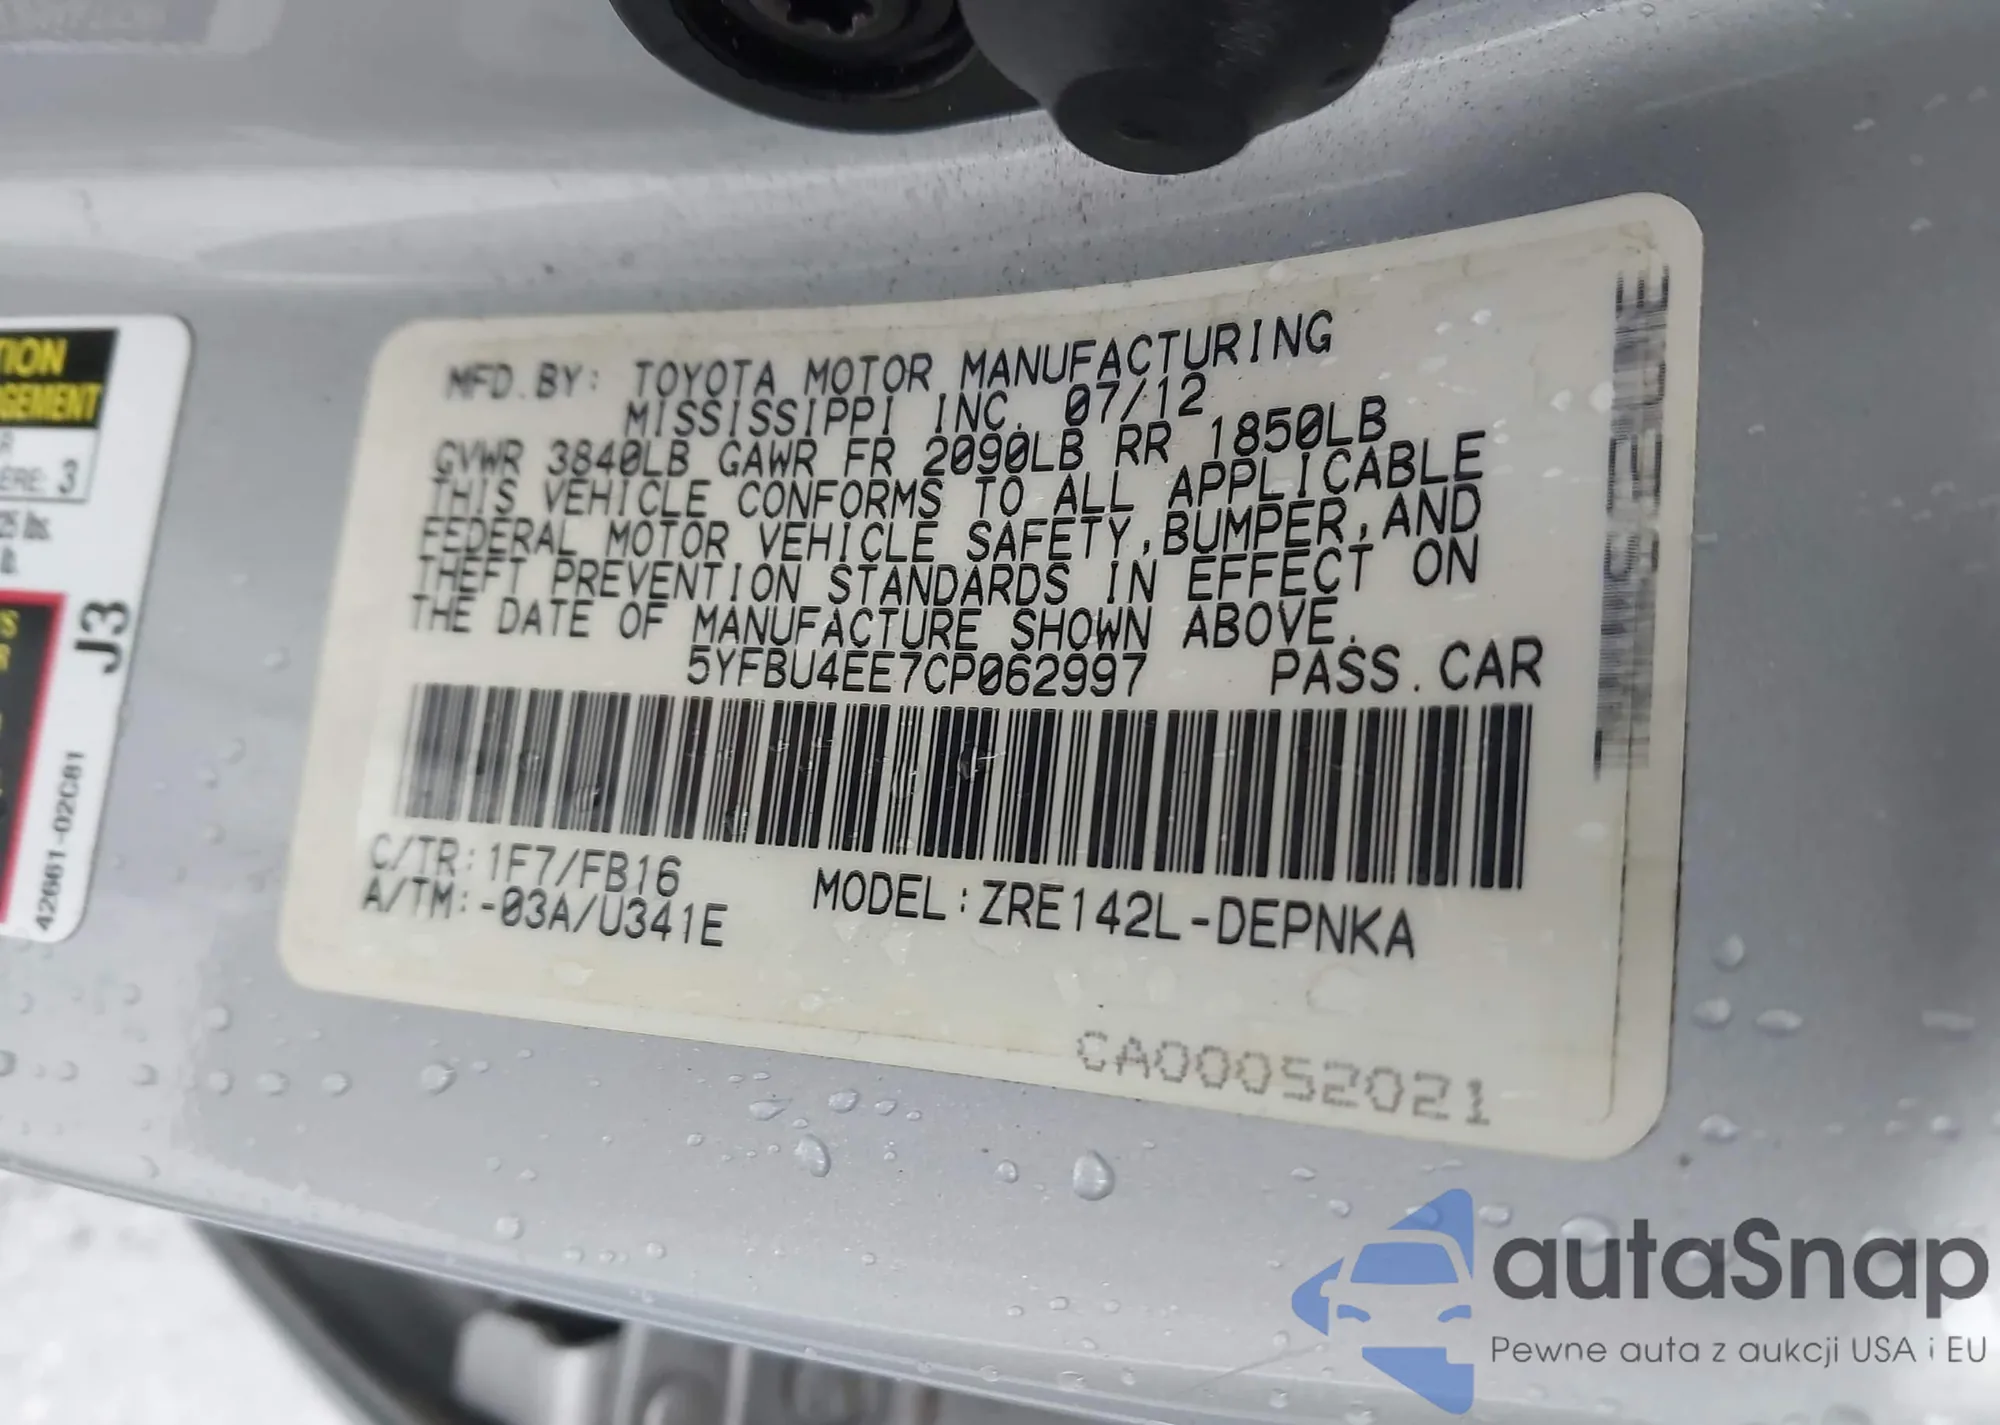 MFD.BY: TOYOTA MOTOR MANUFACTURING
MISSISSIPPI INC. 07/12
GVWR 3840LB GAWR FR 2090LB RR 1850LB
THIS VEHICLE CONFORMS TO ALL APPLICABLE
FEDERAL MOTOR VEHICLE SAFETY,BUMPER,AND
THEFT PREVENTION STANDARDS IN EFFECT ON
THE DATE OF MANUFACTURE SHOWN ABOVE.
5YFBU4EE7CP062997 PASS.CAR
C/TR:1F7/FB16
A/TM:-03A/U341E
MODEL:ZRE142L-DEPNKA
CA00052021
J3
42661-02C81
autaSnap
Pewne auta z aukcji USA i EU